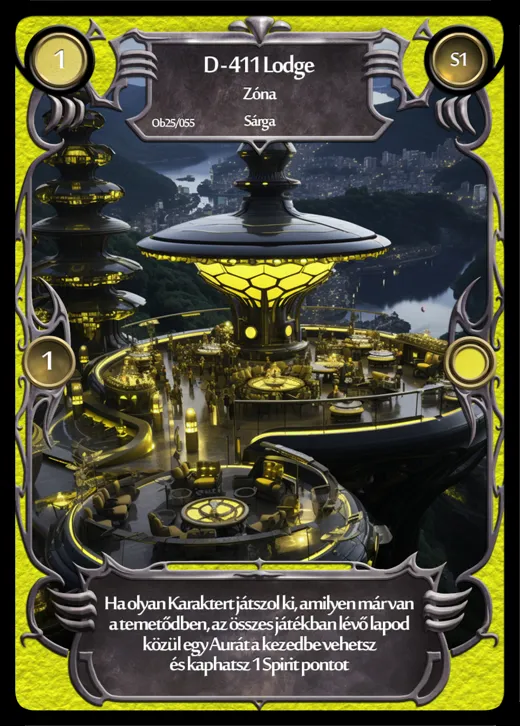 1
D-411 Lodge
S1
Zóna
Ob25/055
Sárga
1
Ha olyan Karaktert játszol ki, amilyen már van
a temetődben, az összes játékban lévő lapod
közül egy Aurát a kezedbe vehetsz
és kaphatsz 1 Spirit pontot